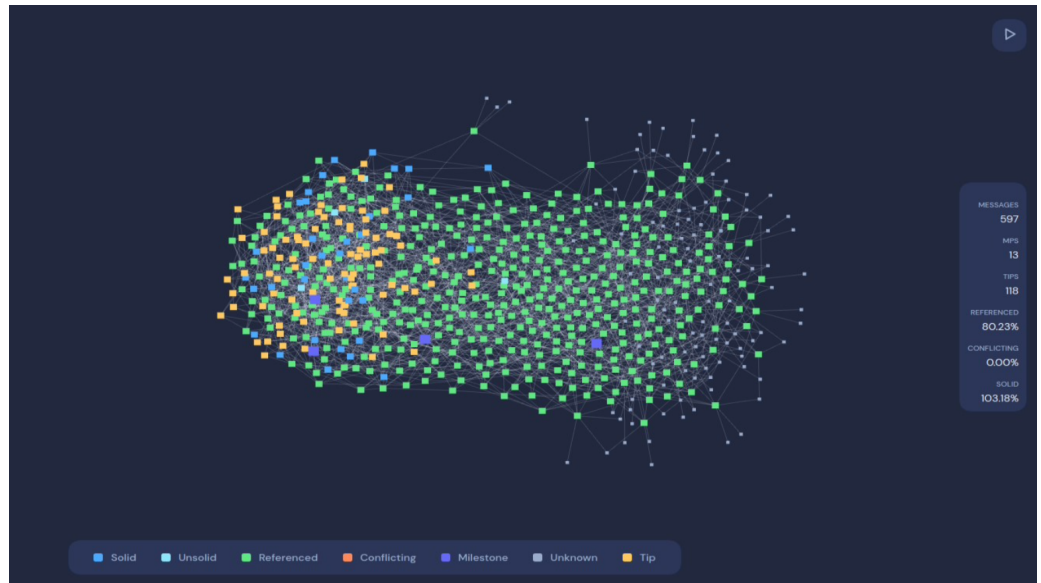 MESSAGES
597
MPS
13
TIPS
118
REFERENCED
80.23%
CONFLICTING
0.00%
SOLID
103.18%
Solid Unsolid Referenced Conflicting Milestone Unknown Tip